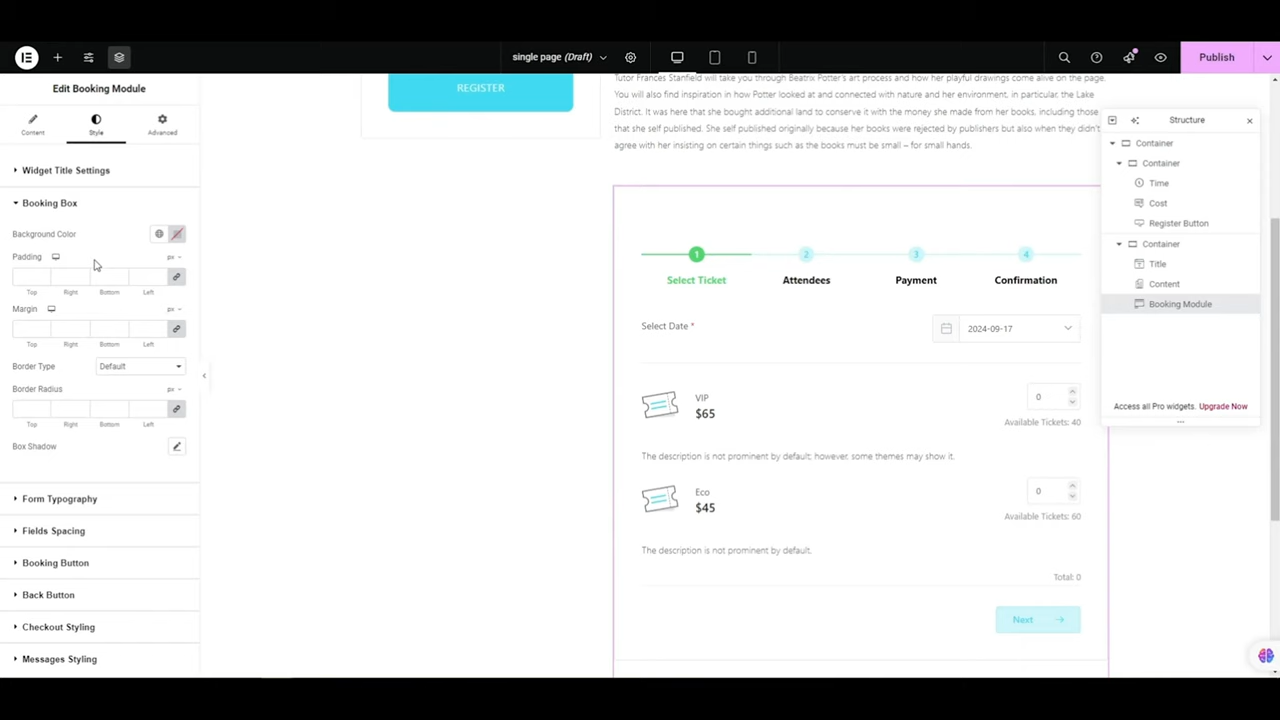 single page (Draft)
Publish
Edit Booking Module
Content
Style
Advanced
Widget Title Settings
Booking Box
Background Color
Padding
px
Top Right Bottom Left
Margin
px
Top Right Bottom Left
Border Type
Default
Border Radius
px
Top Right Bottom Left
Box Shadow
Form Typography
Fields Spacing
Booking Button
Back Button
Checkout Styling
Messages Styling
REGISTER
Tutor Frances Stanfield will take you through Beatrix Potter's art process and how her playful drawings come alive on the page.
You will also find inspiration in how Potter looked at and connected with nature and her environment, in particular, the Lake
District. It was here that she bought additional land to conserve it with the money she made from her books, including those
that she self published. She self published originally because her books were rejected by publishers but also when they didn't
agree with her insisting on certain things such as the books must be small – for small hands.
1 2 3 4
Select Ticket Attendees Payment Confirmation
Select Date *
2024-09-17
VIP
$65
0
Available Tickets: 40
The description is not prominent by default; however, some themes may show it.
Eco
$45
0
Available Tickets: 60
The description is not prominent by default.
Total: 0
Next
Structure
Container
Container
Time
Cost
Register Button
Container
Title
Content
Booking Module
Access all Pro widgets. Upgrade Now